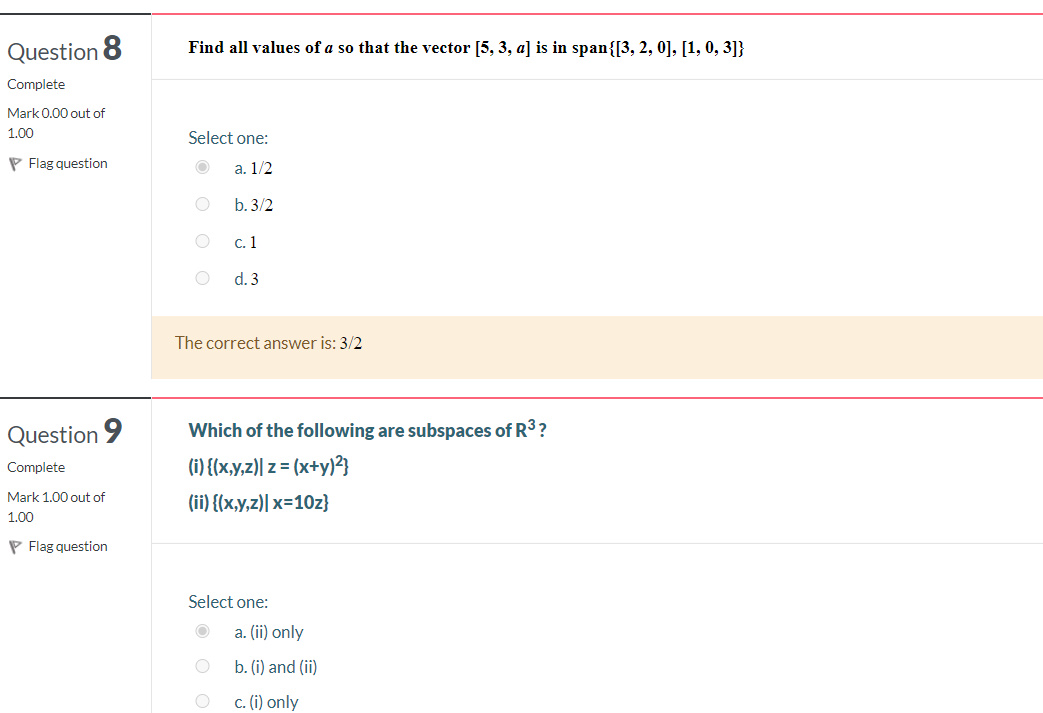 Question 8
Complete
Mark 0.00 out of
1.00
Flag question
Find all values of a so that the vector [5, 3, a] is in span{[3, 2, 0], [1, 0, 3]}
Select one:
a. 1/2
b. 3/2
c. 1
d. 3
The correct answer is: 3/2
Question 9
Complete
Mark 1.00 out of
1.00
Flag question
Which of the following are subspaces of R³ ?
(i) {(x,y,z)| z = (x+y)²}
(ii) {(x,y,z)| x=10z}
Select one:
a. (ii) only
b. (i) and (ii)
c. (i) only